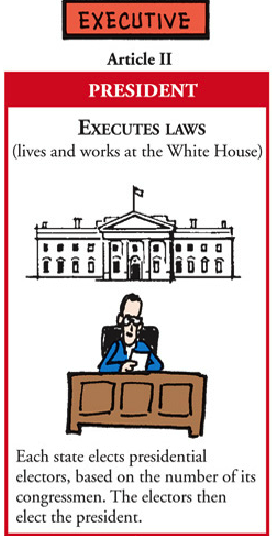 EXECUTIVE
Article II
PRESIDENT
EXECUTES LAWS
(lives and works at the White House)
Each state elects presidential
electors, based on the number of its
congressmen. The electors then
elect the president.